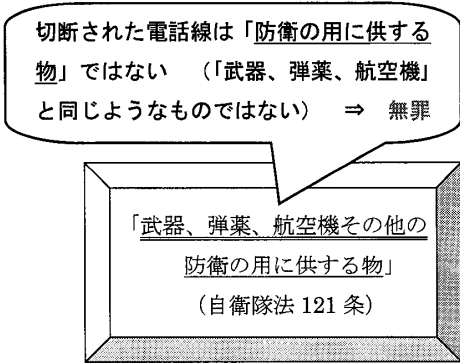 切断された電話線は「防衛の用に供する
物」ではない （「武器、弾薬、航空機」
と同じようなものではない） ⇒ 無罪
「武器、弾薬、航空機その他の
防衛の用に供する物」
（自衛隊法 121 条）